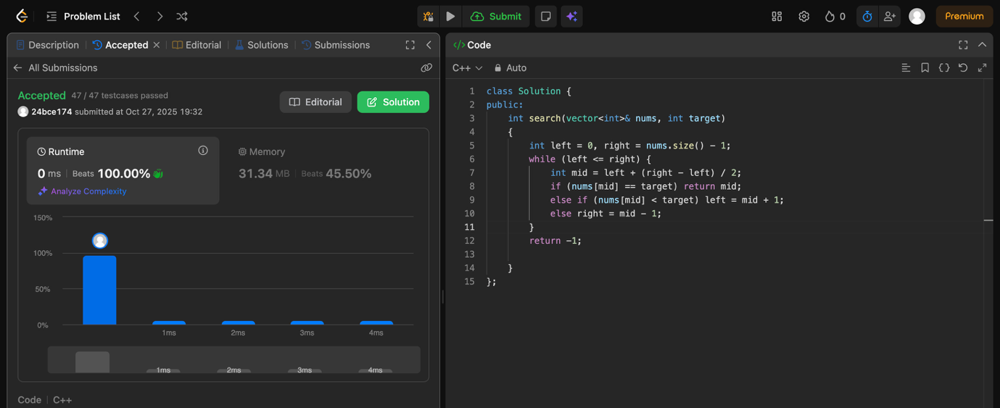 Problem List
Submit
0
Premium
Description
Accepted
Editorial
Solutions
Submissions
All Submissions
Accepted 47 / 47 testcases passed
24bce174 submitted at Oct 27, 2025 19:32
Editorial
Solution
Runtime
0 ms | Beats 100.00%
Analyze Complexity
Memory
31.34 MB | Beats 45.50%
150%
100%
50%
0%
1ms 2ms 3ms 4ms
1ms 2ms 3ms 4ms
Code | C++
</> Code
C++ Auto
1 class Solution {
2 public:
3     int search(vector<int>& nums, int target)
4     {
5         int left = 0, right = nums.size() - 1;
6         while (left <= right) {
7             int mid = left + (right - left) / 2;
8             if (nums[mid] == target) return mid;
9             else if (nums[mid] < target) left = mid + 1;
10             else right = mid - 1;
11         }
12         return -1;
13
14     }
15 };